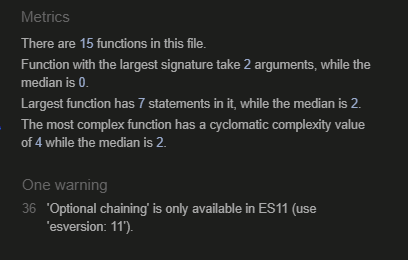 Metrics
There are 15 functions in this file.
Function with the largest signature take 2 arguments, while the
median is 0.
Largest function has 7 statements in it, while the median is 2.
The most complex function has a cyclomatic complexity value
of 4 while the median is 2.
One warning
36 'Optional chaining' is only available in ES11 (use
'esversion: 11').